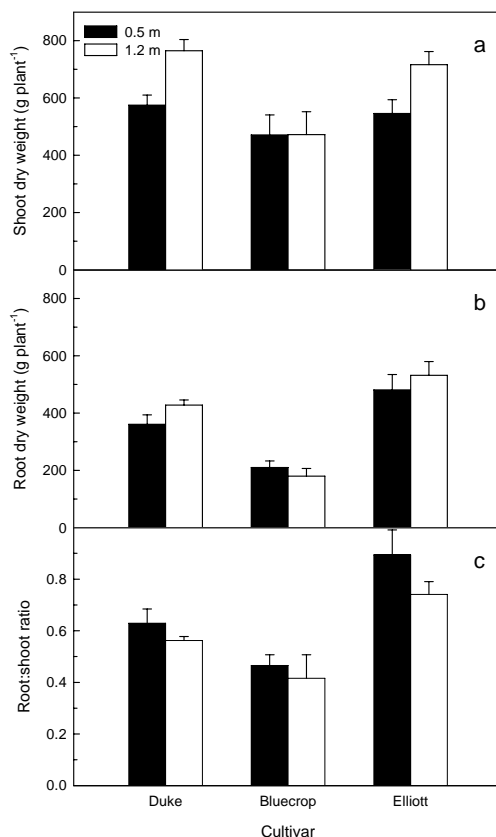 0.5 m
1.2 m
a
800
600
400
200
0
Shoot dry weight (g plant⁻¹)
b
800
600
400
200
0
Root dry weight (g plant⁻¹)
c
0.8
0.6
0.4
0.2
0.0
Root:shoot ratio
Duke Bluecrop Elliott
Cultivar